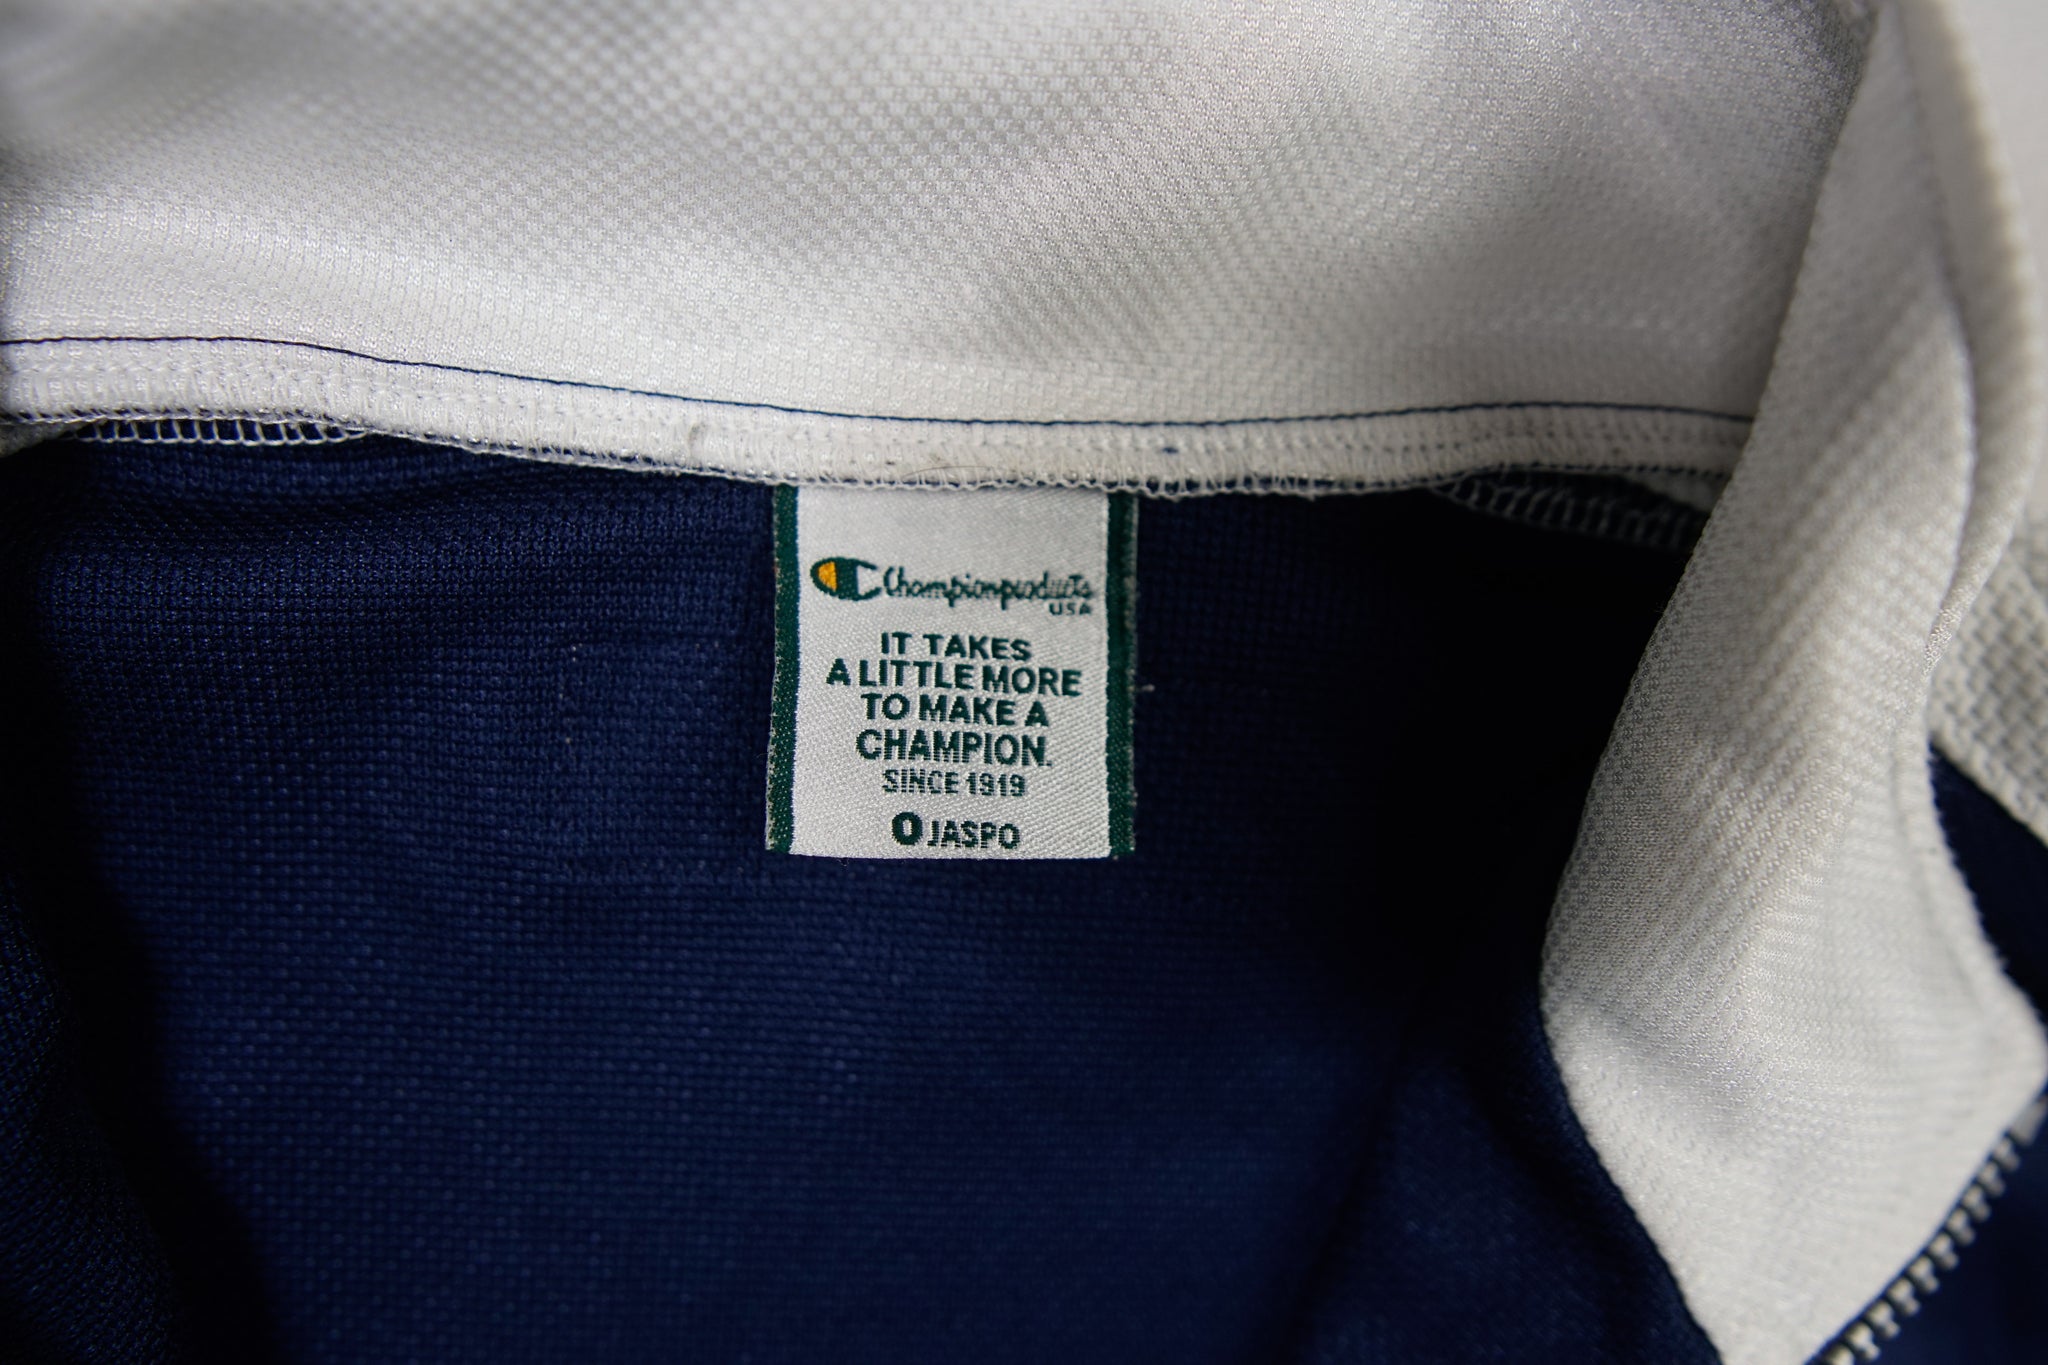 Championproducts
USA
IT TAKES
A LITTLE MORE
TO MAKE A
CHAMPION.
SINCE 1919
O JASPO